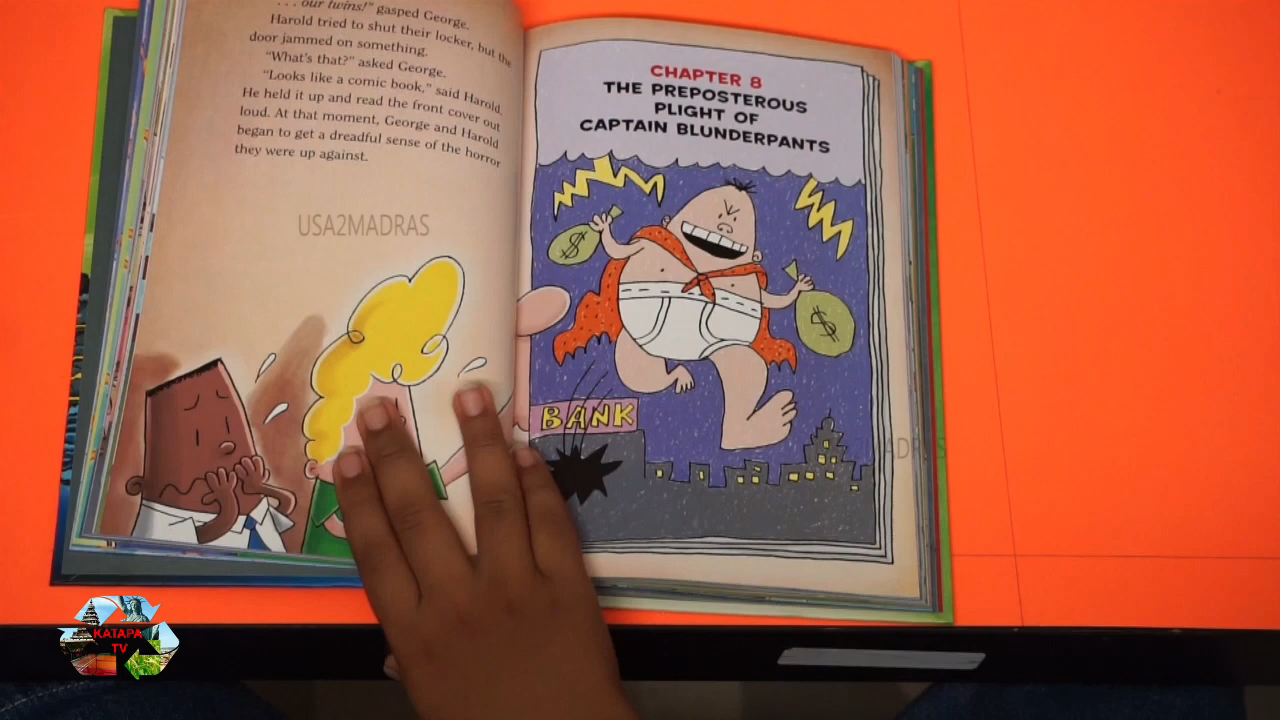 . . . our twins!” gasped George.
Harold tried to shut their locker, but the
door jammed on something.
“What’s that?” asked George.
“Looks like a comic book,” said Harold.
He held it up and read the front cover out
loud. At that moment, George and Harold
began to get a dreadful sense of the horror
they were up against.
USA2MADRAS
CHAPTER 8
THE PREPOSTEROUS
PLIGHT OF
CAPTAIN BLUNDERPANTS
$
$
BANK
KATAPA
TV